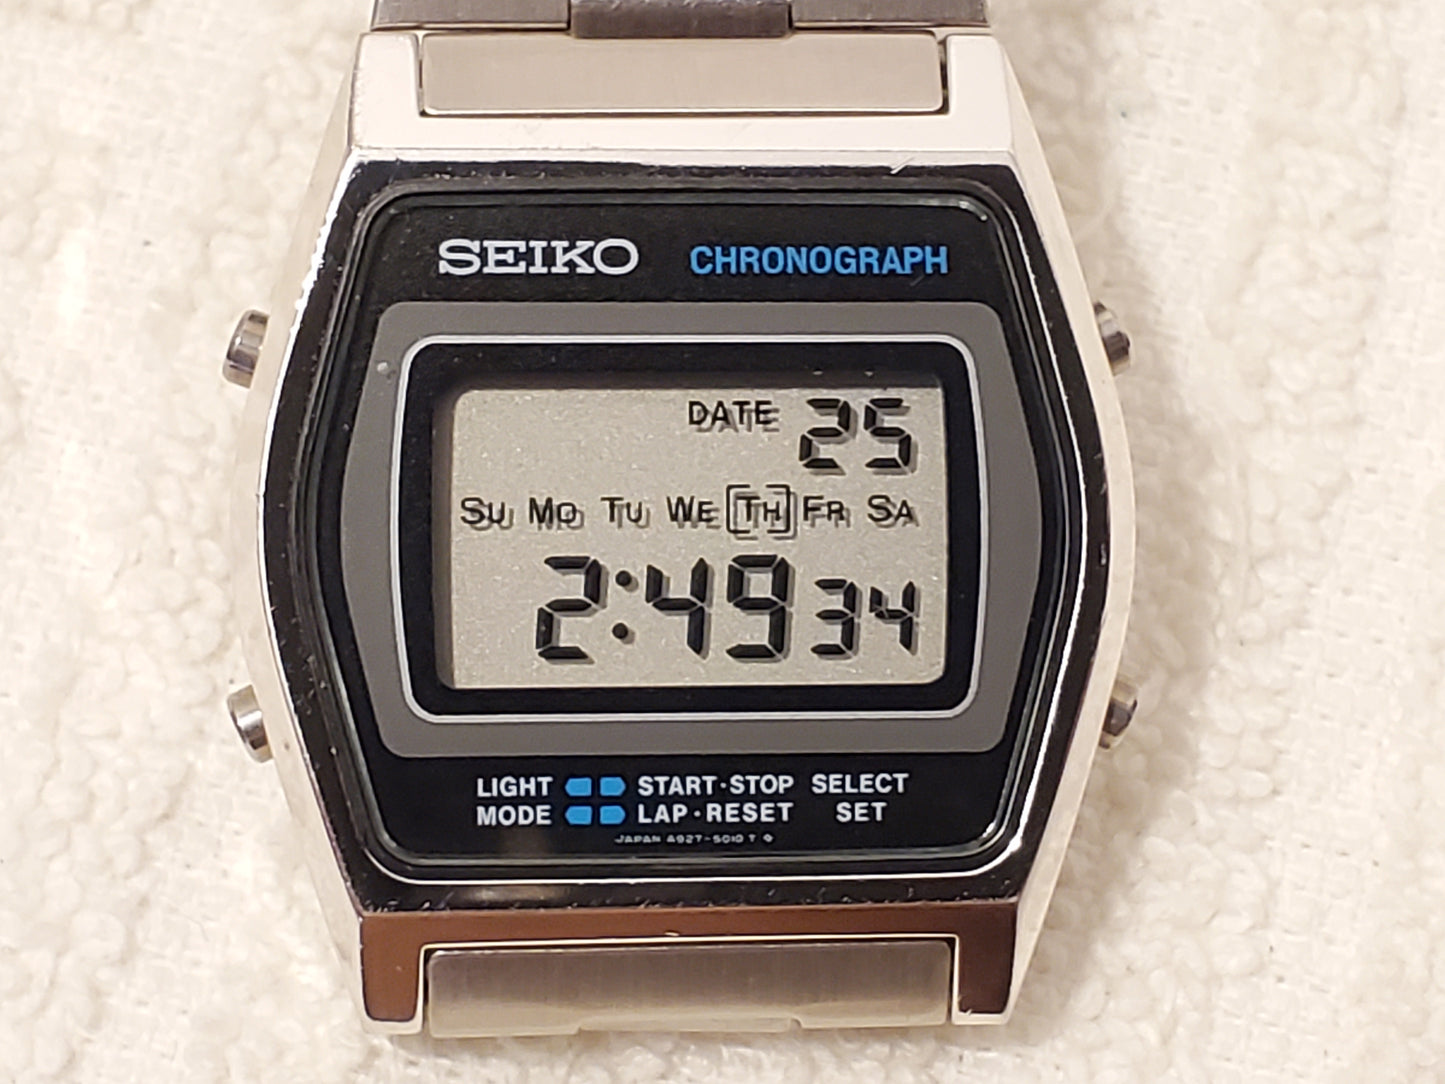 SEIKO CHRONOGRAPH
DATE 25
SU MO TU WE [TH] FR SA
2:49 34
LIGHT START·STOP SELECT
MODE LAP·RESET SET
JAPAN A927-5010 T